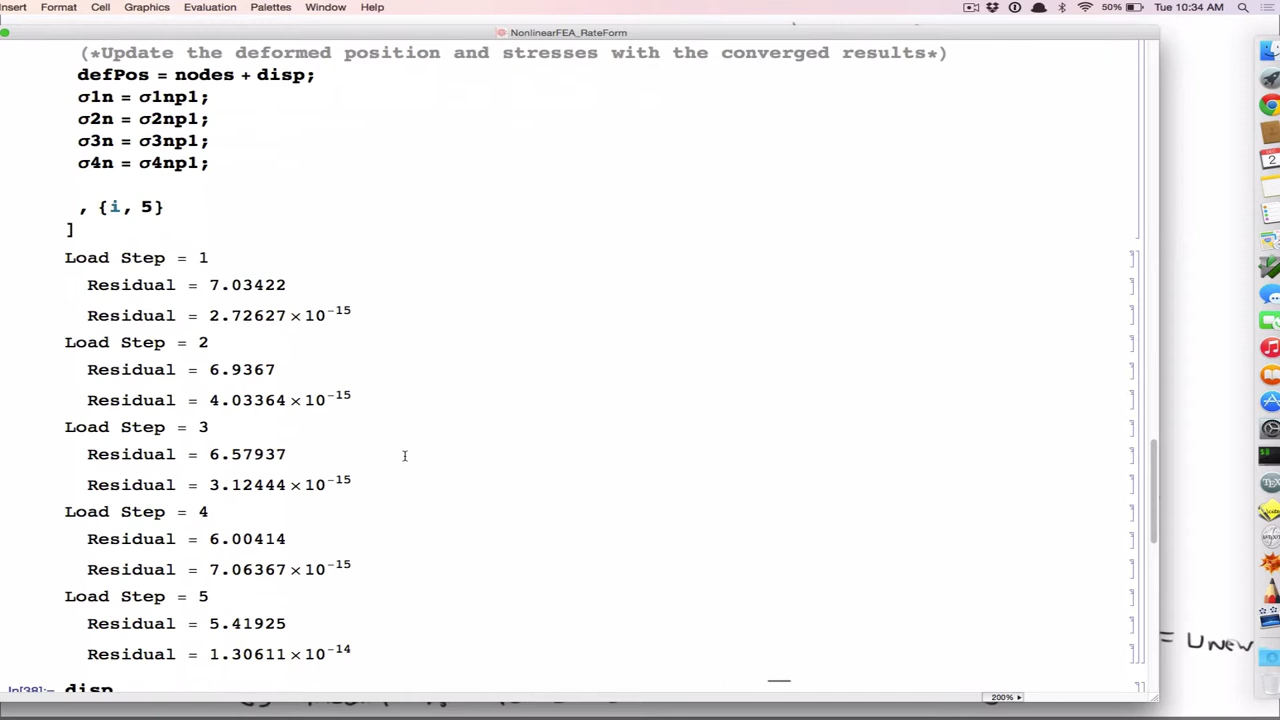 Insert Format Cell Graphics Evaluation Palettes Window Help 50% Tue 10:34 AM
NonlinearFEA_RateForm
(*Update the deformed position and stresses with the converged results*)
defPos = nodes + disp;
σ1n = σ1np1;
σ2n = σ2np1;
σ3n = σ3np1;
σ4n = σ4np1;
, {i, 5}
]
Load Step = 1
Residual = 7.03422
Residual = 2.72627×10⁻¹⁵
Load Step = 2
Residual = 6.9367
Residual = 4.03364×10⁻¹⁵
Load Step = 3
Residual = 6.57937
Residual = 3.12444×10⁻¹⁵
Load Step = 4
Residual = 6.00414
Residual = 7.06367×10⁻¹⁵
Load Step = 5
Residual = 5.41925
Residual = 1.30611×10⁻¹⁴
= Unew
In[38]:= disp
200%